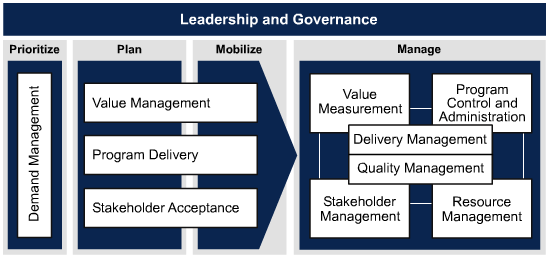 Leadership and Governance
Prioritize
Plan
Mobilize
Manage
Demand Management
Value Management
Program Delivery
Stakeholder Acceptance
Value
Measurement
Program
Control and
Administration
Delivery Management
Quality Management
Stakeholder
Management
Resource
Management